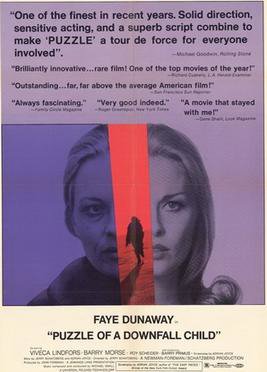 "One of the finest in recent years. Solid direction,
sensitive acting, and a superb script combine to
make 'PUZZLE' a tour de force for everyone
involved".
—Michael Goodwin, Rolling Stone
"Brilliantly innovative...rare film! One of the top movies of the year!"
—Richard Cuskelly, L.A. Herald-Examiner
"Outstanding...far, far above the average American film!"
—San Francisco Sun Reporter
"Always fascinating."
—Family Circle Magazine
"Very good indeed."
—Roger Greenspun, New York Times
"A movie that stayed
with me!"
—Gene Shalit, Look Magazine
FAYE DUNAWAY in
"PUZZLE OF A DOWNFALL CHILD"
VIVECA LINDFORS · BARRY MORSE · ROY SCHEIDER · BARRY PRIMUS